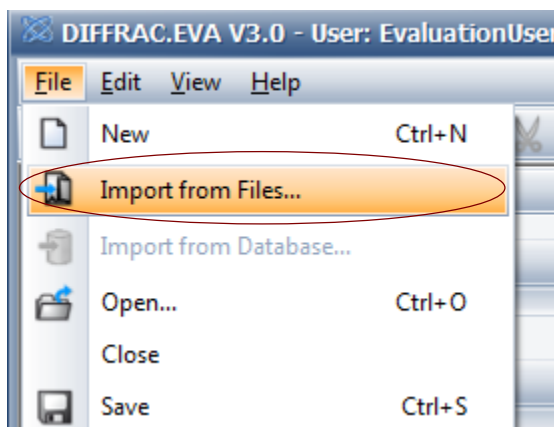 DIFFRAC.EVA V3.0 - User: EvaluationUser
File Edit View Help
New Ctrl+N
Import from Files...
Import from Database...
Open... Ctrl+O
Close
Save Ctrl+S